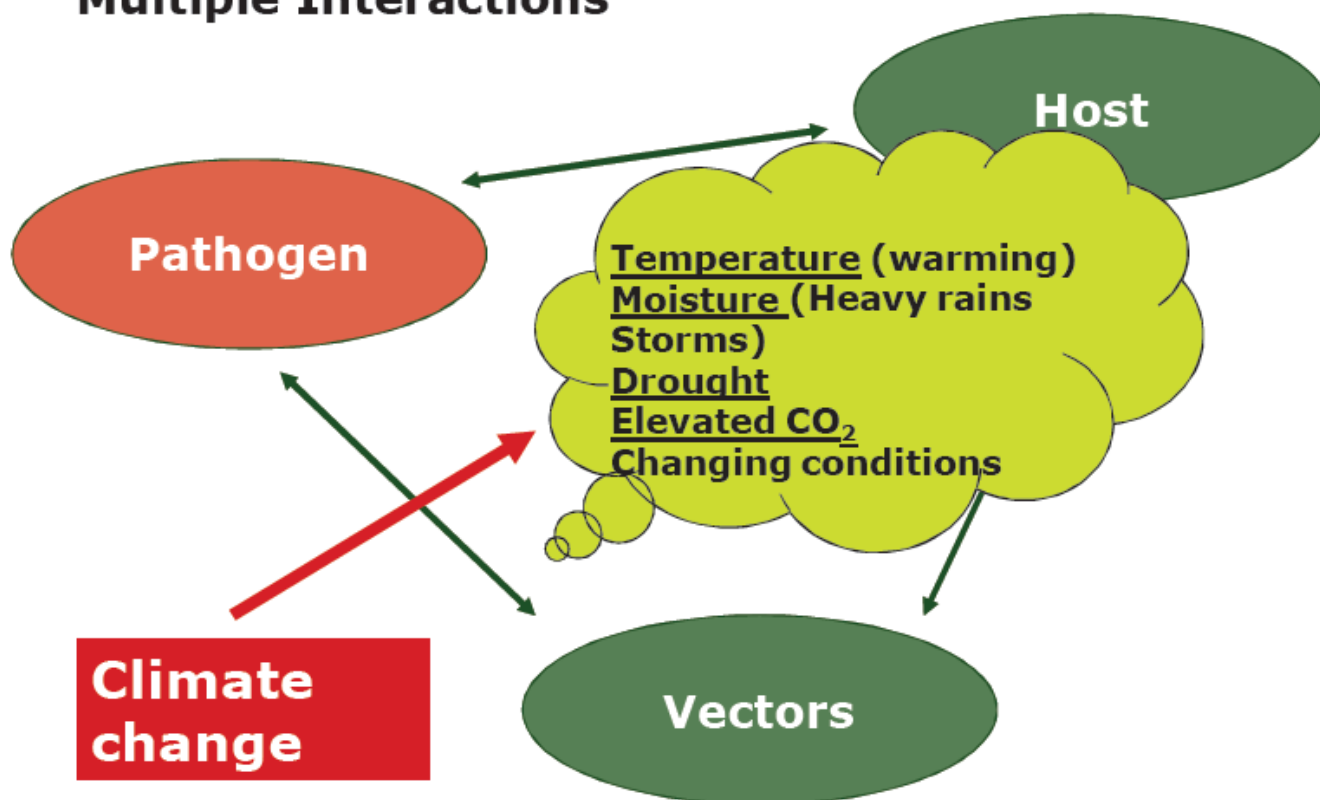 Multiple Interactions
Host
Pathogen
Temperature (warming)
Moisture (Heavy rains
Storms)
Drought
Elevated CO₂
Changing conditions
Climate
change
Vectors